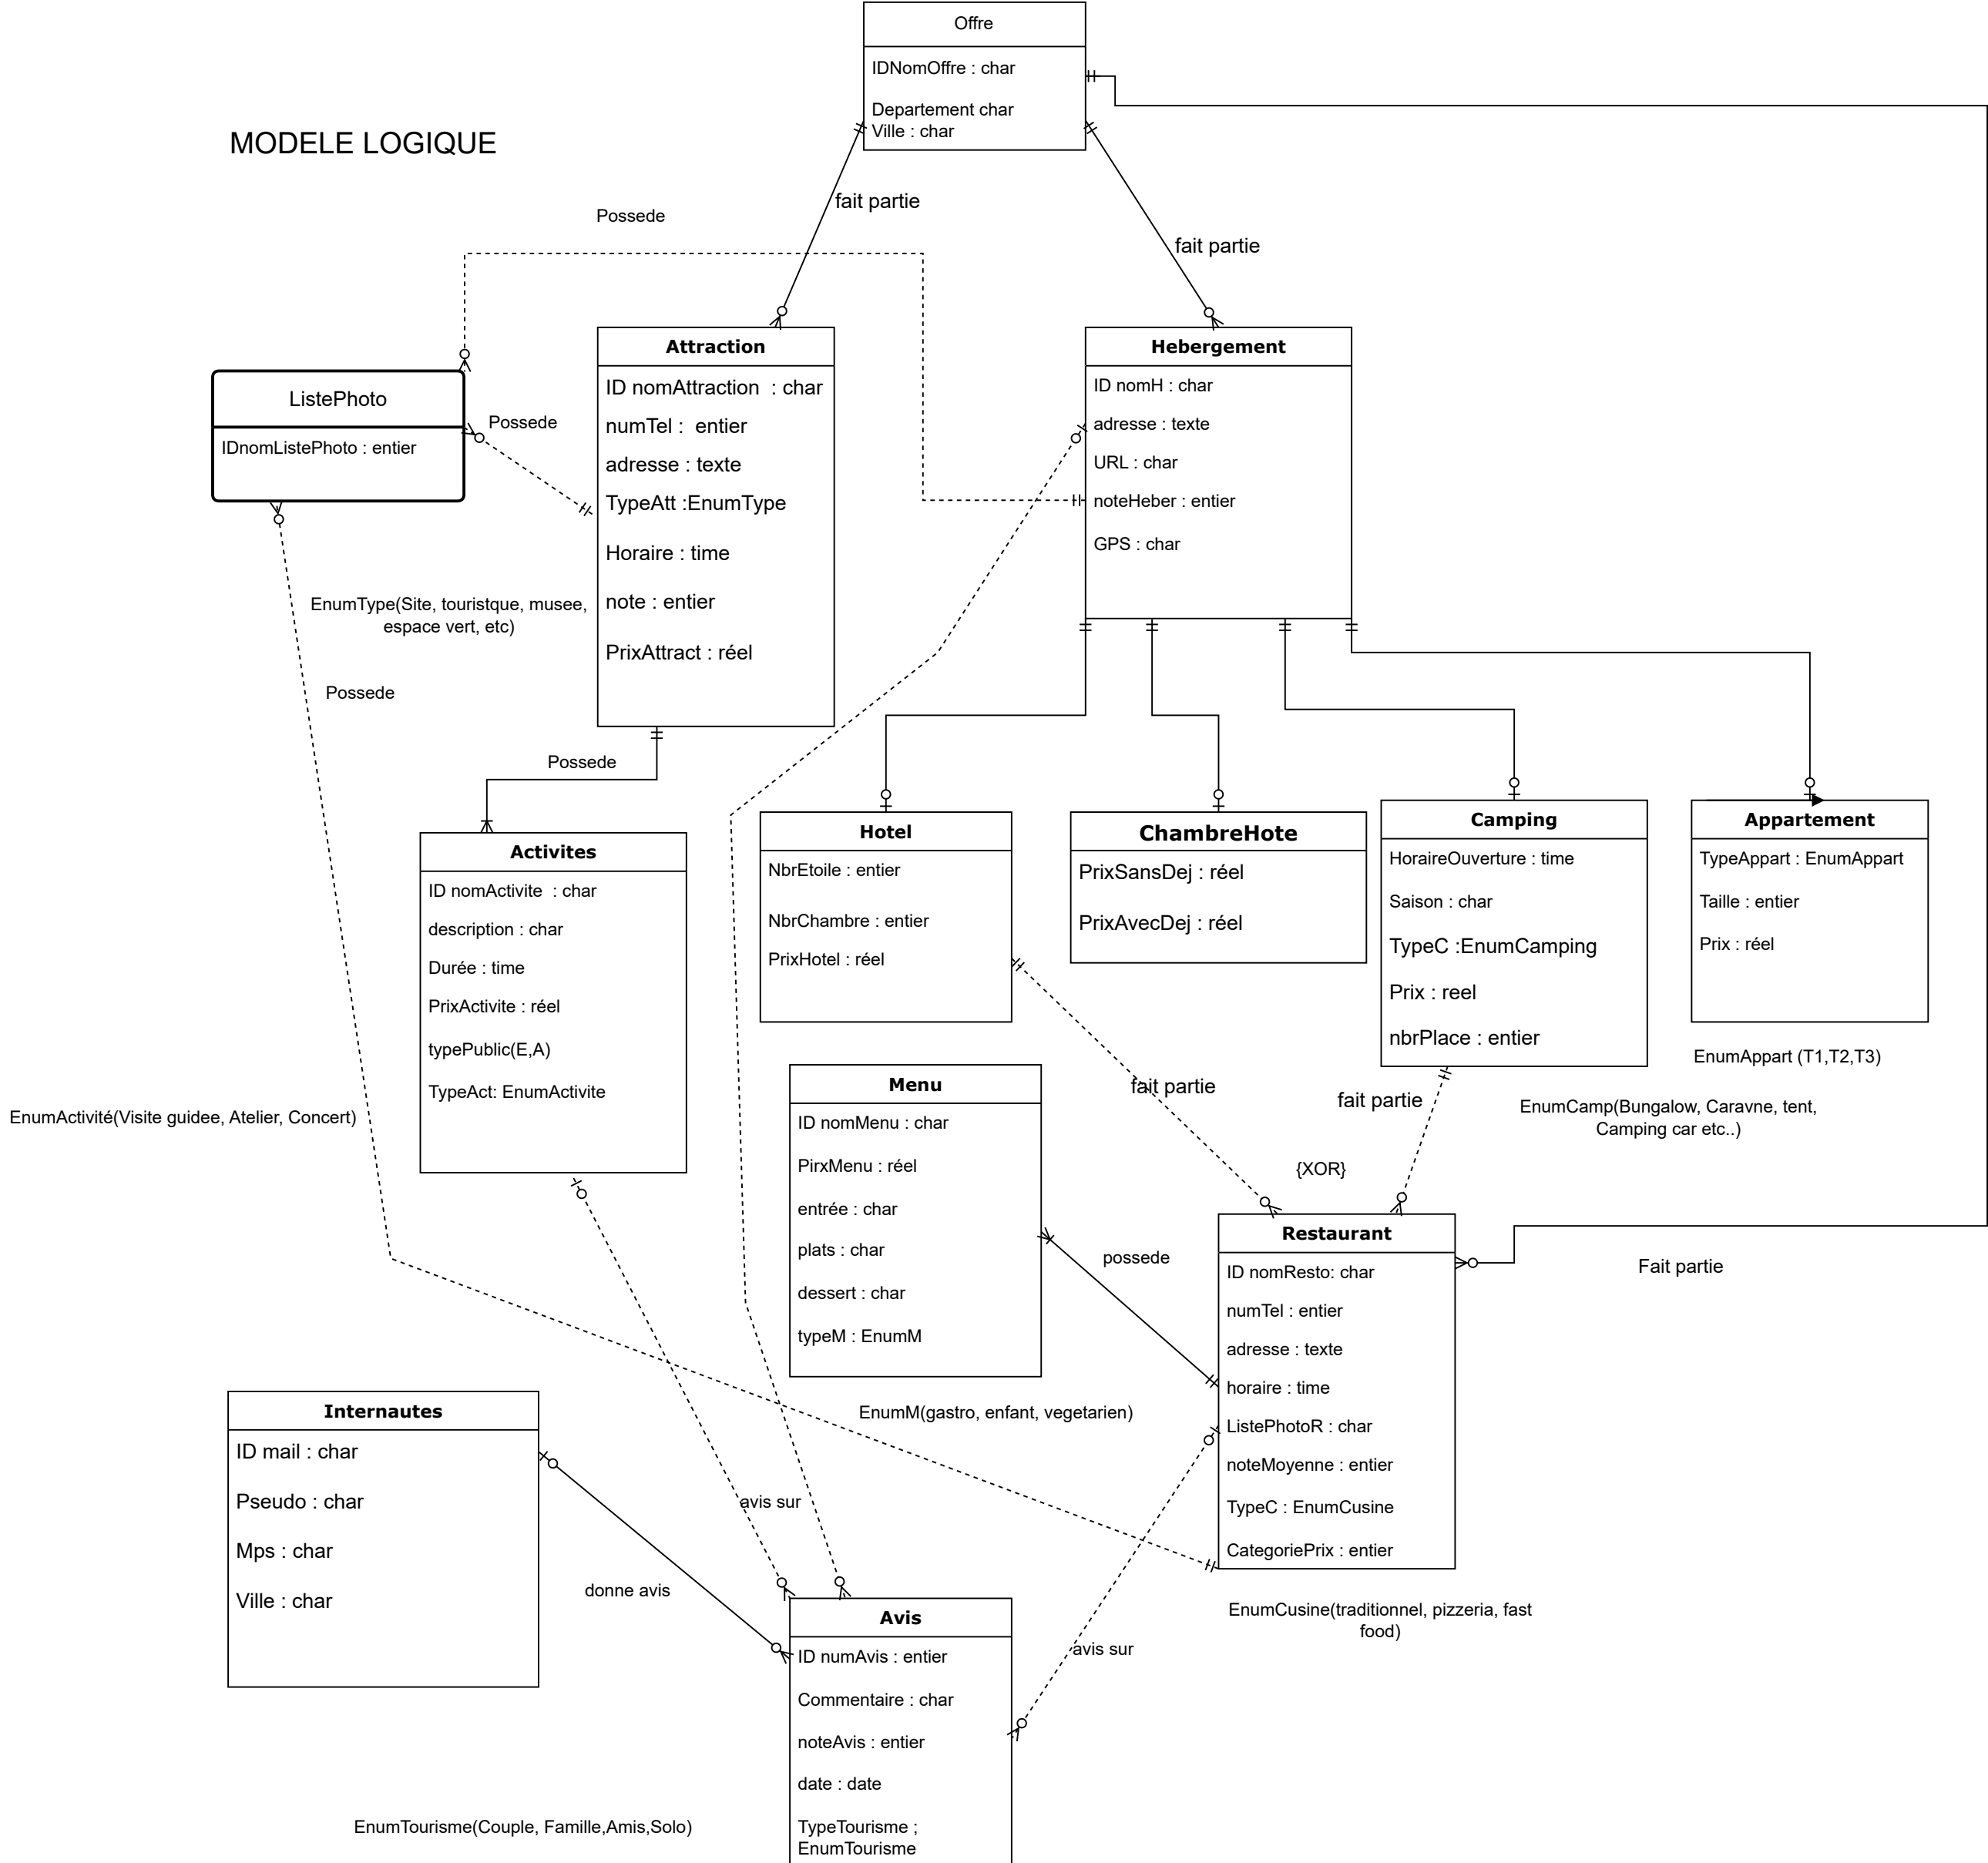 Offre
IDNomOffre : char
Departement char
Ville : char
MODELE LOGIQUE
fait partie
Possede
fait partie
Attraction
ID nomAttraction  : char
numTel :  entier
adresse : texte
TypeAtt :EnumType
Horaire : time
note : entier
PrixAttract : réel
Hebergement
ID nomH : char
adresse : texte
URL : char
noteHeber : entier
GPS : char
ListePhoto
IDnomListePhoto : entier
Possede
EnumType(Site, touristque, musee,
espace vert, etc)
Possede
Possede
Activites
ID nomActivite  : char
description : char
Durée : time
PrixActivite : réel
typePublic(E,A)
TypeAct: EnumActivite
Hotel
NbrEtoile : entier
NbrChambre : entier
PrixHotel : réel
ChambreHote
PrixSansDej : réel
PrixAvecDej : réel
Camping
HoraireOuverture : time
Saison : char
TypeC :EnumCamping
Prix : reel
nbrPlace : entier
Appartement
TypeAppart : EnumAppart
Taille : entier
Prix : réel
EnumAppart (T1,T2,T3)
EnumActivité(Visite guidee, Atelier, Concert)
Menu
ID nomMenu : char
PirxMenu : réel
entrée : char
plats : char
dessert : char
typeM : EnumM
fait partie
fait partie
EnumCamp(Bungalow, Caravne, tent,
Camping car etc..)
{XOR}
possede
Restaurant
ID nomResto: char
numTel : entier
adresse : texte
horaire : time
ListePhotoR : char
noteMoyenne : entier
TypeC : EnumCusine
CategoriePrix : entier
Fait partie
EnumM(gastro, enfant, vegetarien)
Internautes
ID mail : char
Pseudo : char
Mps : char
Ville : char
avis sur
donne avis
EnumCusine(traditionnel, pizzeria, fast
food)
avis sur
Avis
ID numAvis : entier
Commentaire : char
noteAvis : entier
date : date
TypeTourisme ;
EnumTourisme
EnumTourisme(Couple, Famille,Amis,Solo)